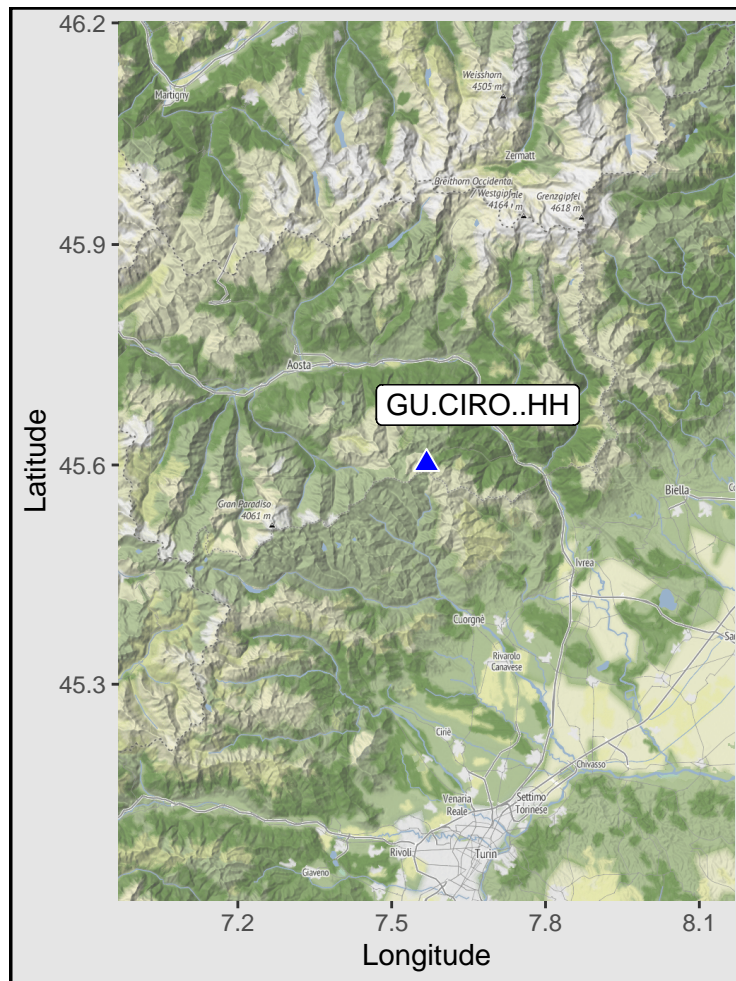 46.2
Weisshorn
4505 m
Martigny
Zermatt
Breithorn Occidental
/ Westgipfele
4164 m
Grenzgipfel
4618 m
45.9
Aosta
GU.CIRO..HH
45.6
Biella
Gran Paradiso
4061 m
Ivrea
Cuorgnè
Rivarolo
Canavese
45.3
Ciriè
Chivasso
Venaria
Reale
Settimo
Torinese
Rivoli
Turin
Giaveno
7.2
7.5
7.8
8.1
Longitude
Latitude